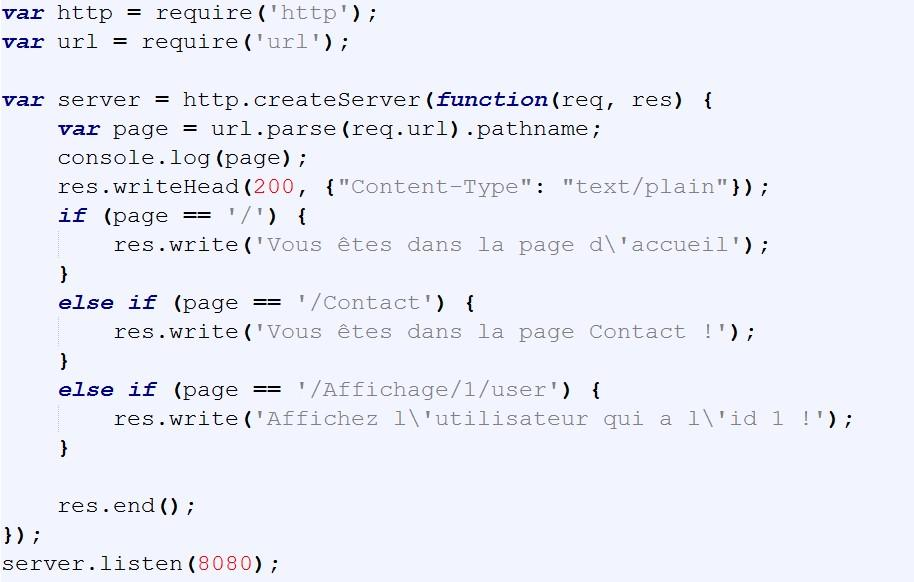 var http = require('http');
var url = require('url');
var server = http.createServer(function(req, res) {
var page = url.parse(req.url).pathname;
console.log(page);
res.writeHead(200, {"Content-Type": "text/plain"});
if (page == '/') {
res.write('Vous êtes dans la page d\'accueil');
}
else if (page == '/Contact') {
res.write('Vous êtes dans la page Contact !');
}
else if (page == '/Affichage/1/user') {
res.write('Affichez l\'utilisateur qui a l\'id 1 !');
}
res.end();
});
server.listen(8080);